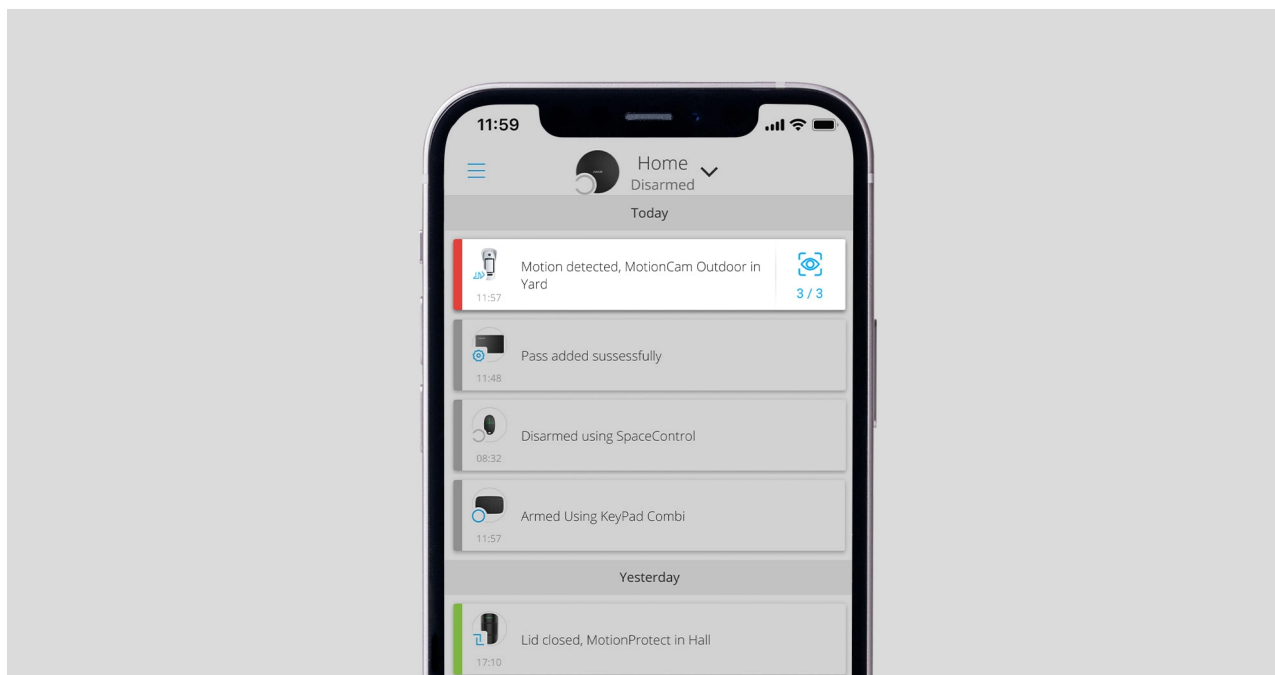 11:59
Home
Disarmed
Today
Motion detected, MotionCam Outdoor in
Yard
11:57
3 / 3
Pass added sussessfully
11:48
Disarmed using SpaceControl
08:32
Armed Using KeyPad Combi
11:57
Yesterday
Lid closed, MotionProtect in Hall
17:10